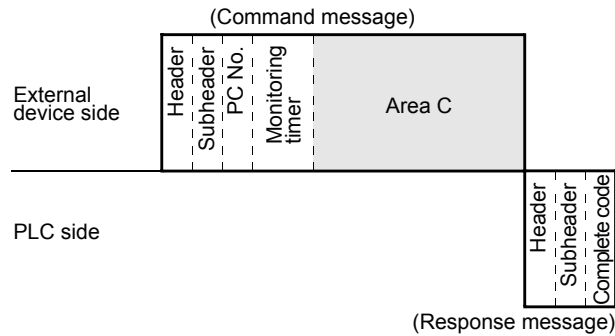 (Command message)
External
device side
Header
Subheader
PC No.
Monitoring
timer
Area C
PLC side
Header
Subheader
Complete code
(Response message)